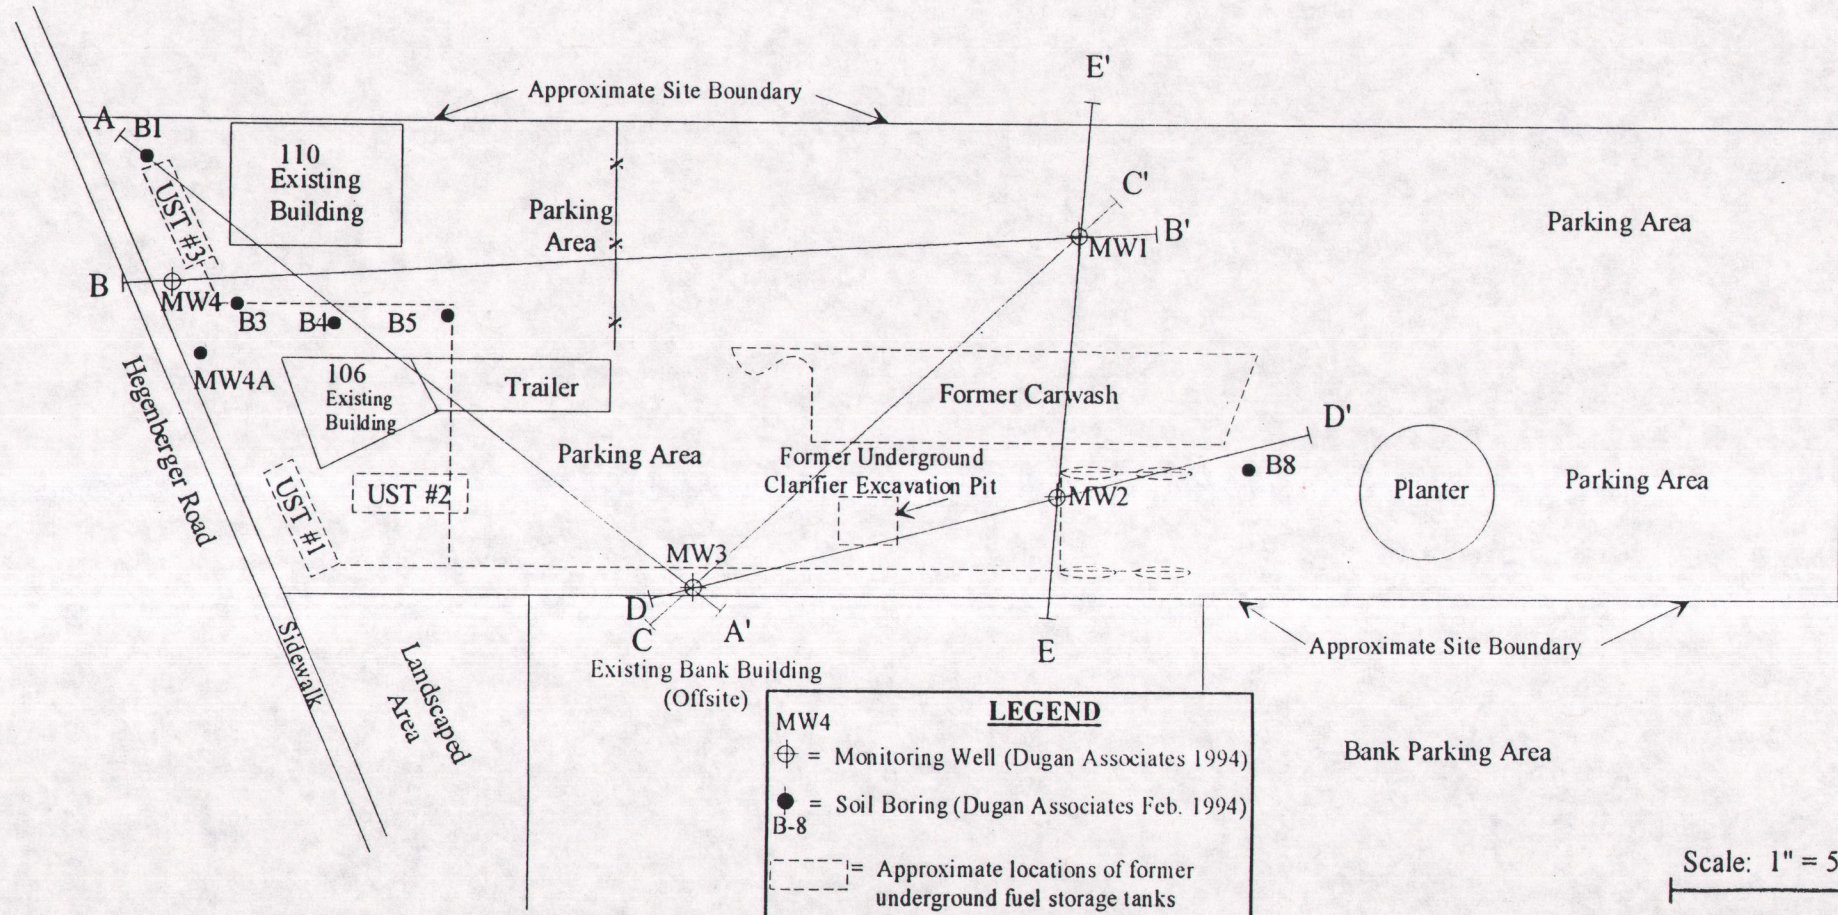 E'
Approximate Site Boundary
A
B1
110
Existing
Building
UST #3
Parking
Area
C'
B'
MW1
Parking Area
B
MW4
B3
B4
B5
MW4A
106
Existing
Building
Trailer
Former Carwash
D'
Hegenberger Road
Parking Area
Former Underground
Clarifier Excavation Pit
B8
UST #2
MW2
Planter
Parking Area
UST #1
MW3
D
C
A'
E
Approximate Site Boundary
Sidewalk
Landscaped
Area
Existing Bank Building
(Offsite)
LEGEND
MW4
= Monitoring Well (Dugan Associates 1994)
= Soil Boring (Dugan Associates Feb. 1994)
B-8
= Approximate locations of former
underground fuel storage tanks
Bank Parking Area
Scale: 1" = 5